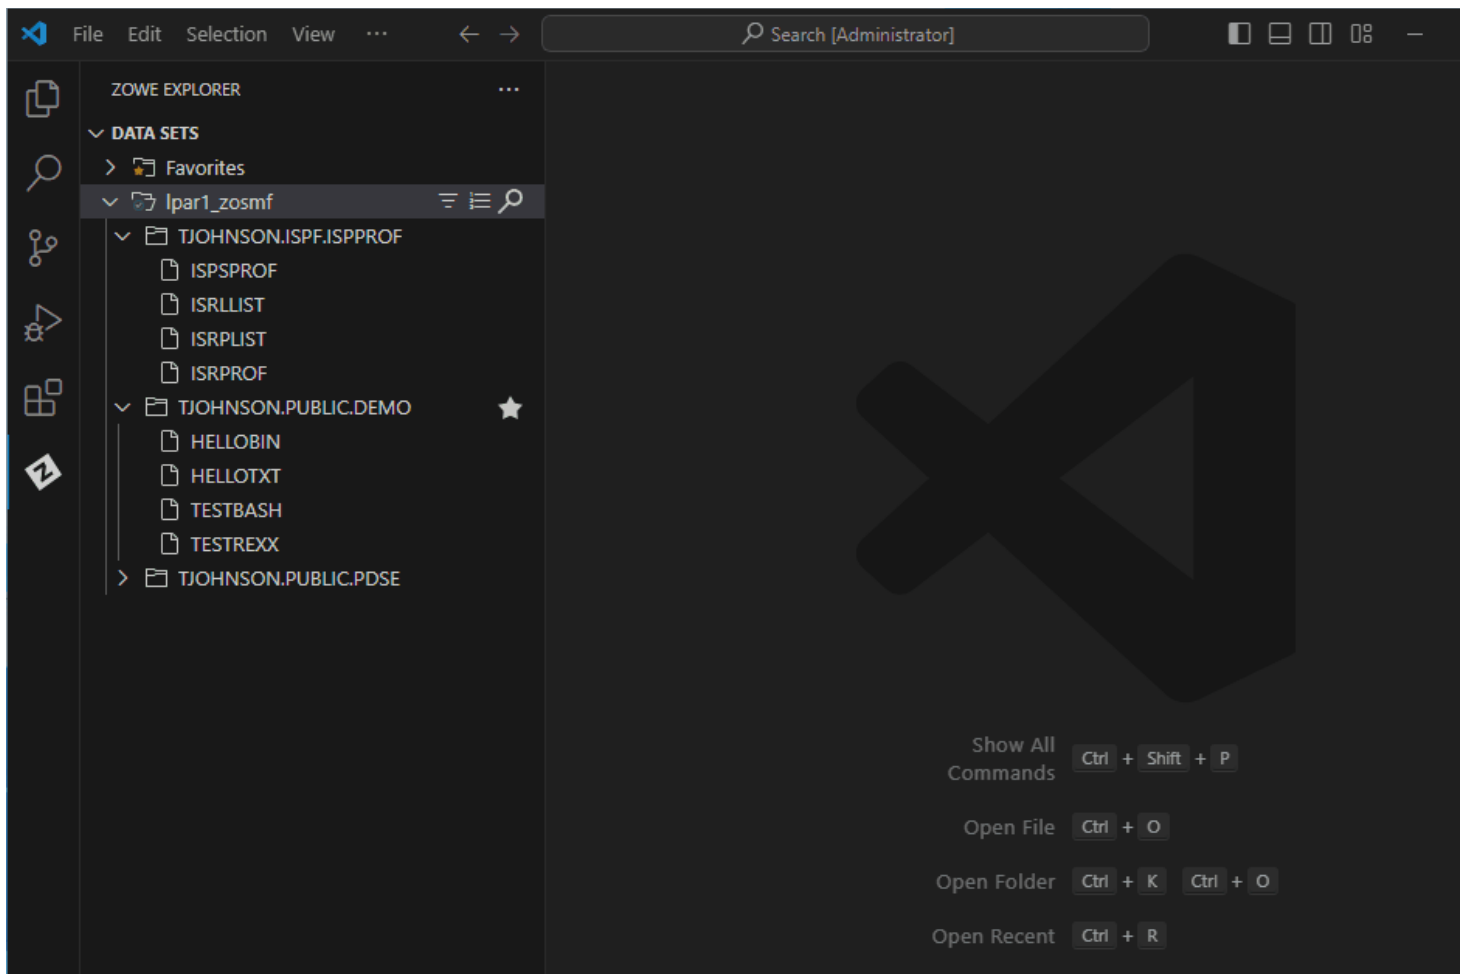 File Edit Selection View ··· Search [Administrator]
ZOWE EXPLORER
DATA SETS
Favorites
lpar1_zosmf
TJOHNSON.ISPF.ISPPROF
ISPSPROF
ISRLLIST
ISRPLIST
ISRPROF
TJOHNSON.PUBLIC.DEMO
HELLOBIN
HELLOTXT
TESTBASH
TESTREXX
TJOHNSON.PUBLIC.PDSE
Show All
Commands Ctrl + Shift + P
Open File Ctrl + O
Open Folder Ctrl + K Ctrl + O
Open Recent Ctrl + R